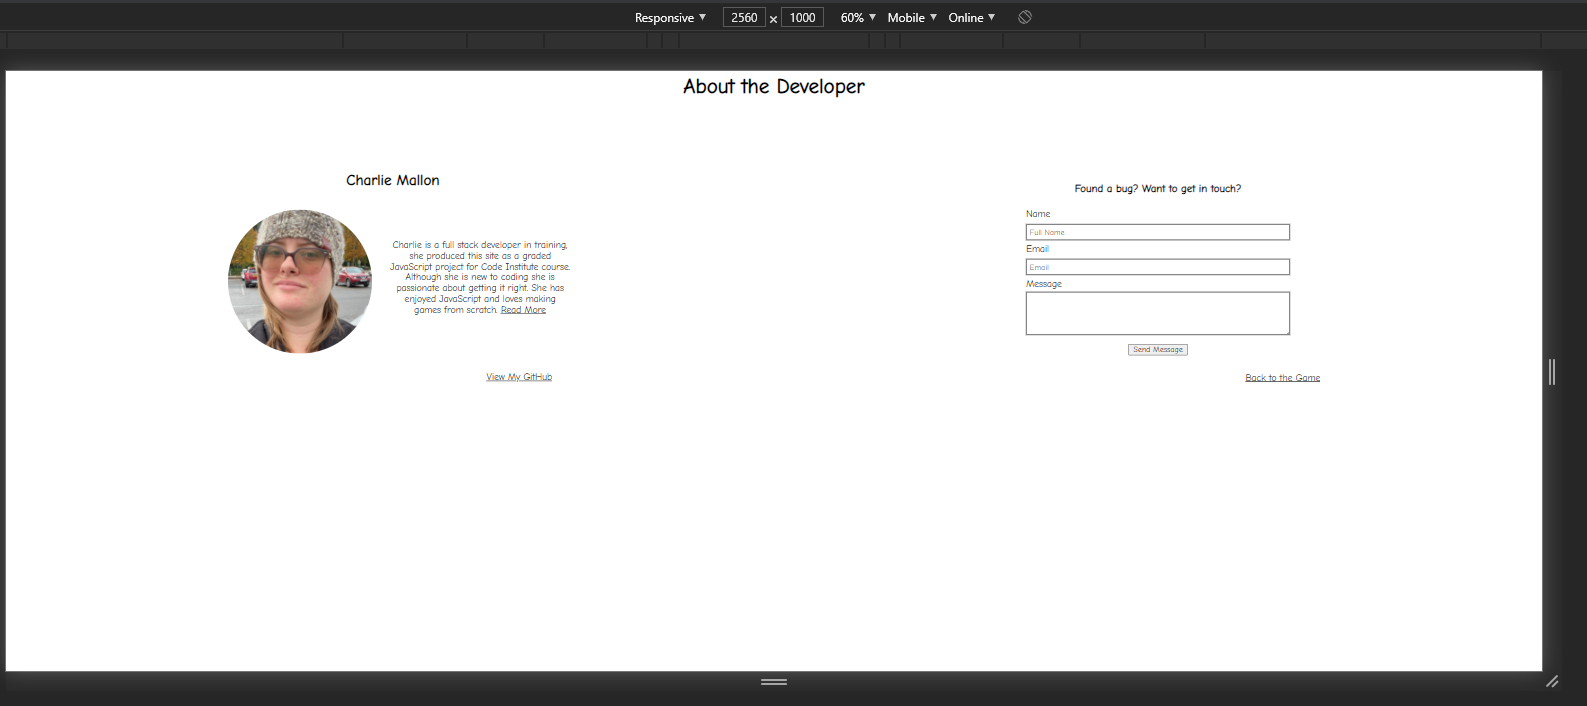 Responsive 2560 × 1000 60% Mobile Online
About the Developer
Charlie Mallon
Charlie is a full stack developer in training,
she produced this site as a graded
JavaScript project for Code Institute course.
Although she is new to coding she is
passionate about getting it right. She has
enjoyed JavaScript and loves making
games from scratch. Read More
View My GitHub
Found a bug? Want to get in touch?
Name
Full Name
Email
Email
Message
Send Message
Back to the Game